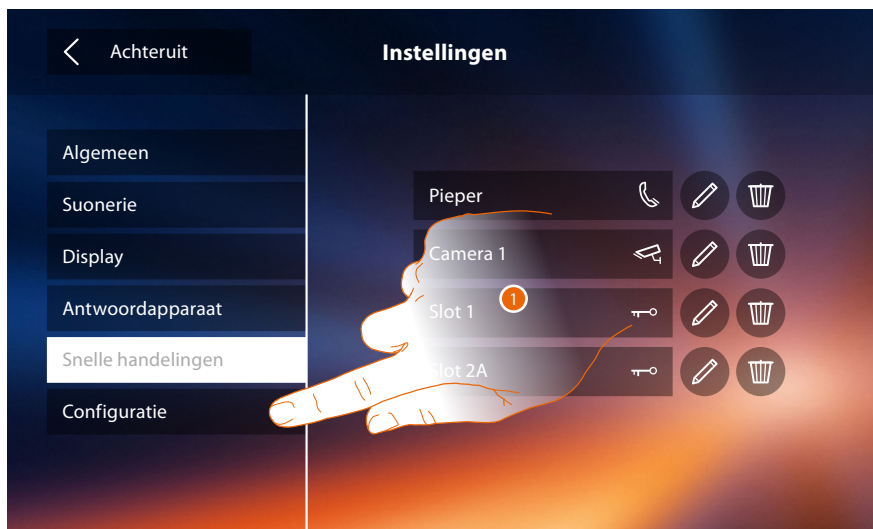 Achteruit
Instellingen
Algemeen
Suonerie
Display
Antwoordapparaat
Snelle handelingen
Configuratie
Pieper
Camera 1
Slot 1
1
Slot 2A